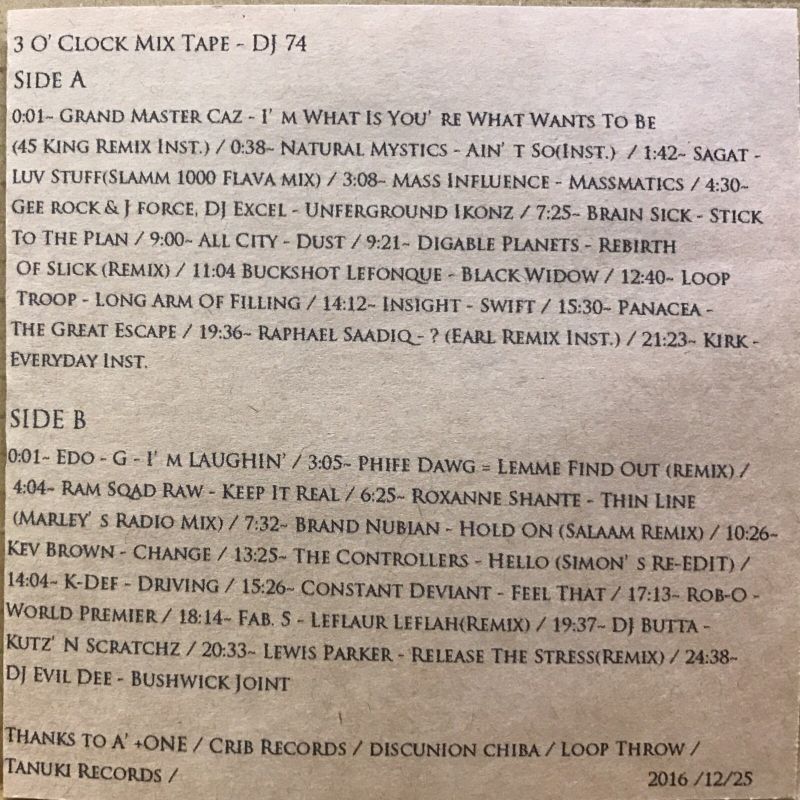 3 O' Clock Mix Tape - DJ 74
SIDE A
0:01~ Grand Master Caz - I' m What Is You' re What Wants To Be
(45 King Remix Inst.) / 0:38~ Natural Mystics - Ain' t So(Inst.) / 1:42~ Sagat -
Luv Stuff(Slamm 1000 Flava mix) / 3:08~ Mass Influence - Massmatics / 4:30~
Gee rock & J force, DJ Excel - Unferground Ikonz / 7:25~ Brain Sick - Stick
To The Plan / 9:00~ All City - Dust / 9:21~ Digable Planets - Rebirth
Of Slick (Remix) / 11:04 Buckshot Lefonque - Black Widow / 12:40~ Loop
Troop - Long Arm Of Filling / 14:12~ Insight - Swift / 15:30~ Panacea -
The Great Escape / 19:36~ Raphael Saadiq - ? (Earl Remix Inst.) / 21:23~ Kirk -
Everyday Inst.
SIDE B
0:01~ Edo - G - I' m LAUGHIN' / 3:05~ Phife Dawg = Lemme Find Out (remix) /
4:04~ Ram Sqad Raw - Keep It Real / 6:25~ Roxanne Shante - Thin Line
(Marley' s Radio Mix) / 7:32~ Brand Nubian - Hold On (Salaam Remix) / 10:26~
Kev Brown - Change / 13:25~ The Controllers - Hello (Simon' s Re-EDIT) /
14:04~ K-Def - Driving / 15:26~ Constant Deviant - Feel That / 17:13~ Rob-O -
World Premier / 18:14~ Fab. 5 - Leflaur Leflah(Remix) / 19:37~ DJ Butta -
Kutz' N Scratchz / 20:33~ Lewis Parker - Release The Stress(Remix) / 24:38~
DJ Evil Dee - Bushwick Joint
Thanks to A' +ONE / Crib Records / discunion chiba / Loop Throw /
Tanuki Records /
2016 /12/25